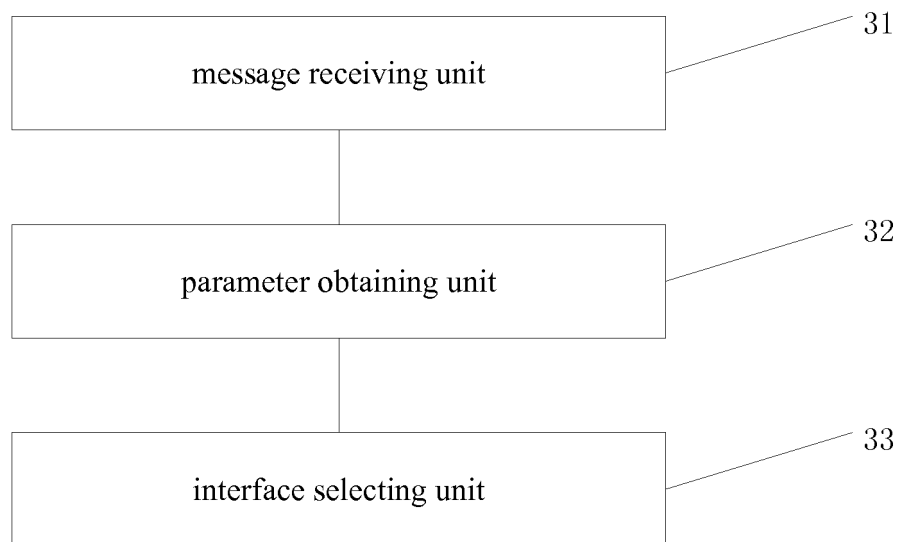 message receiving unit
31
parameter obtaining unit
32
interface selecting unit
33